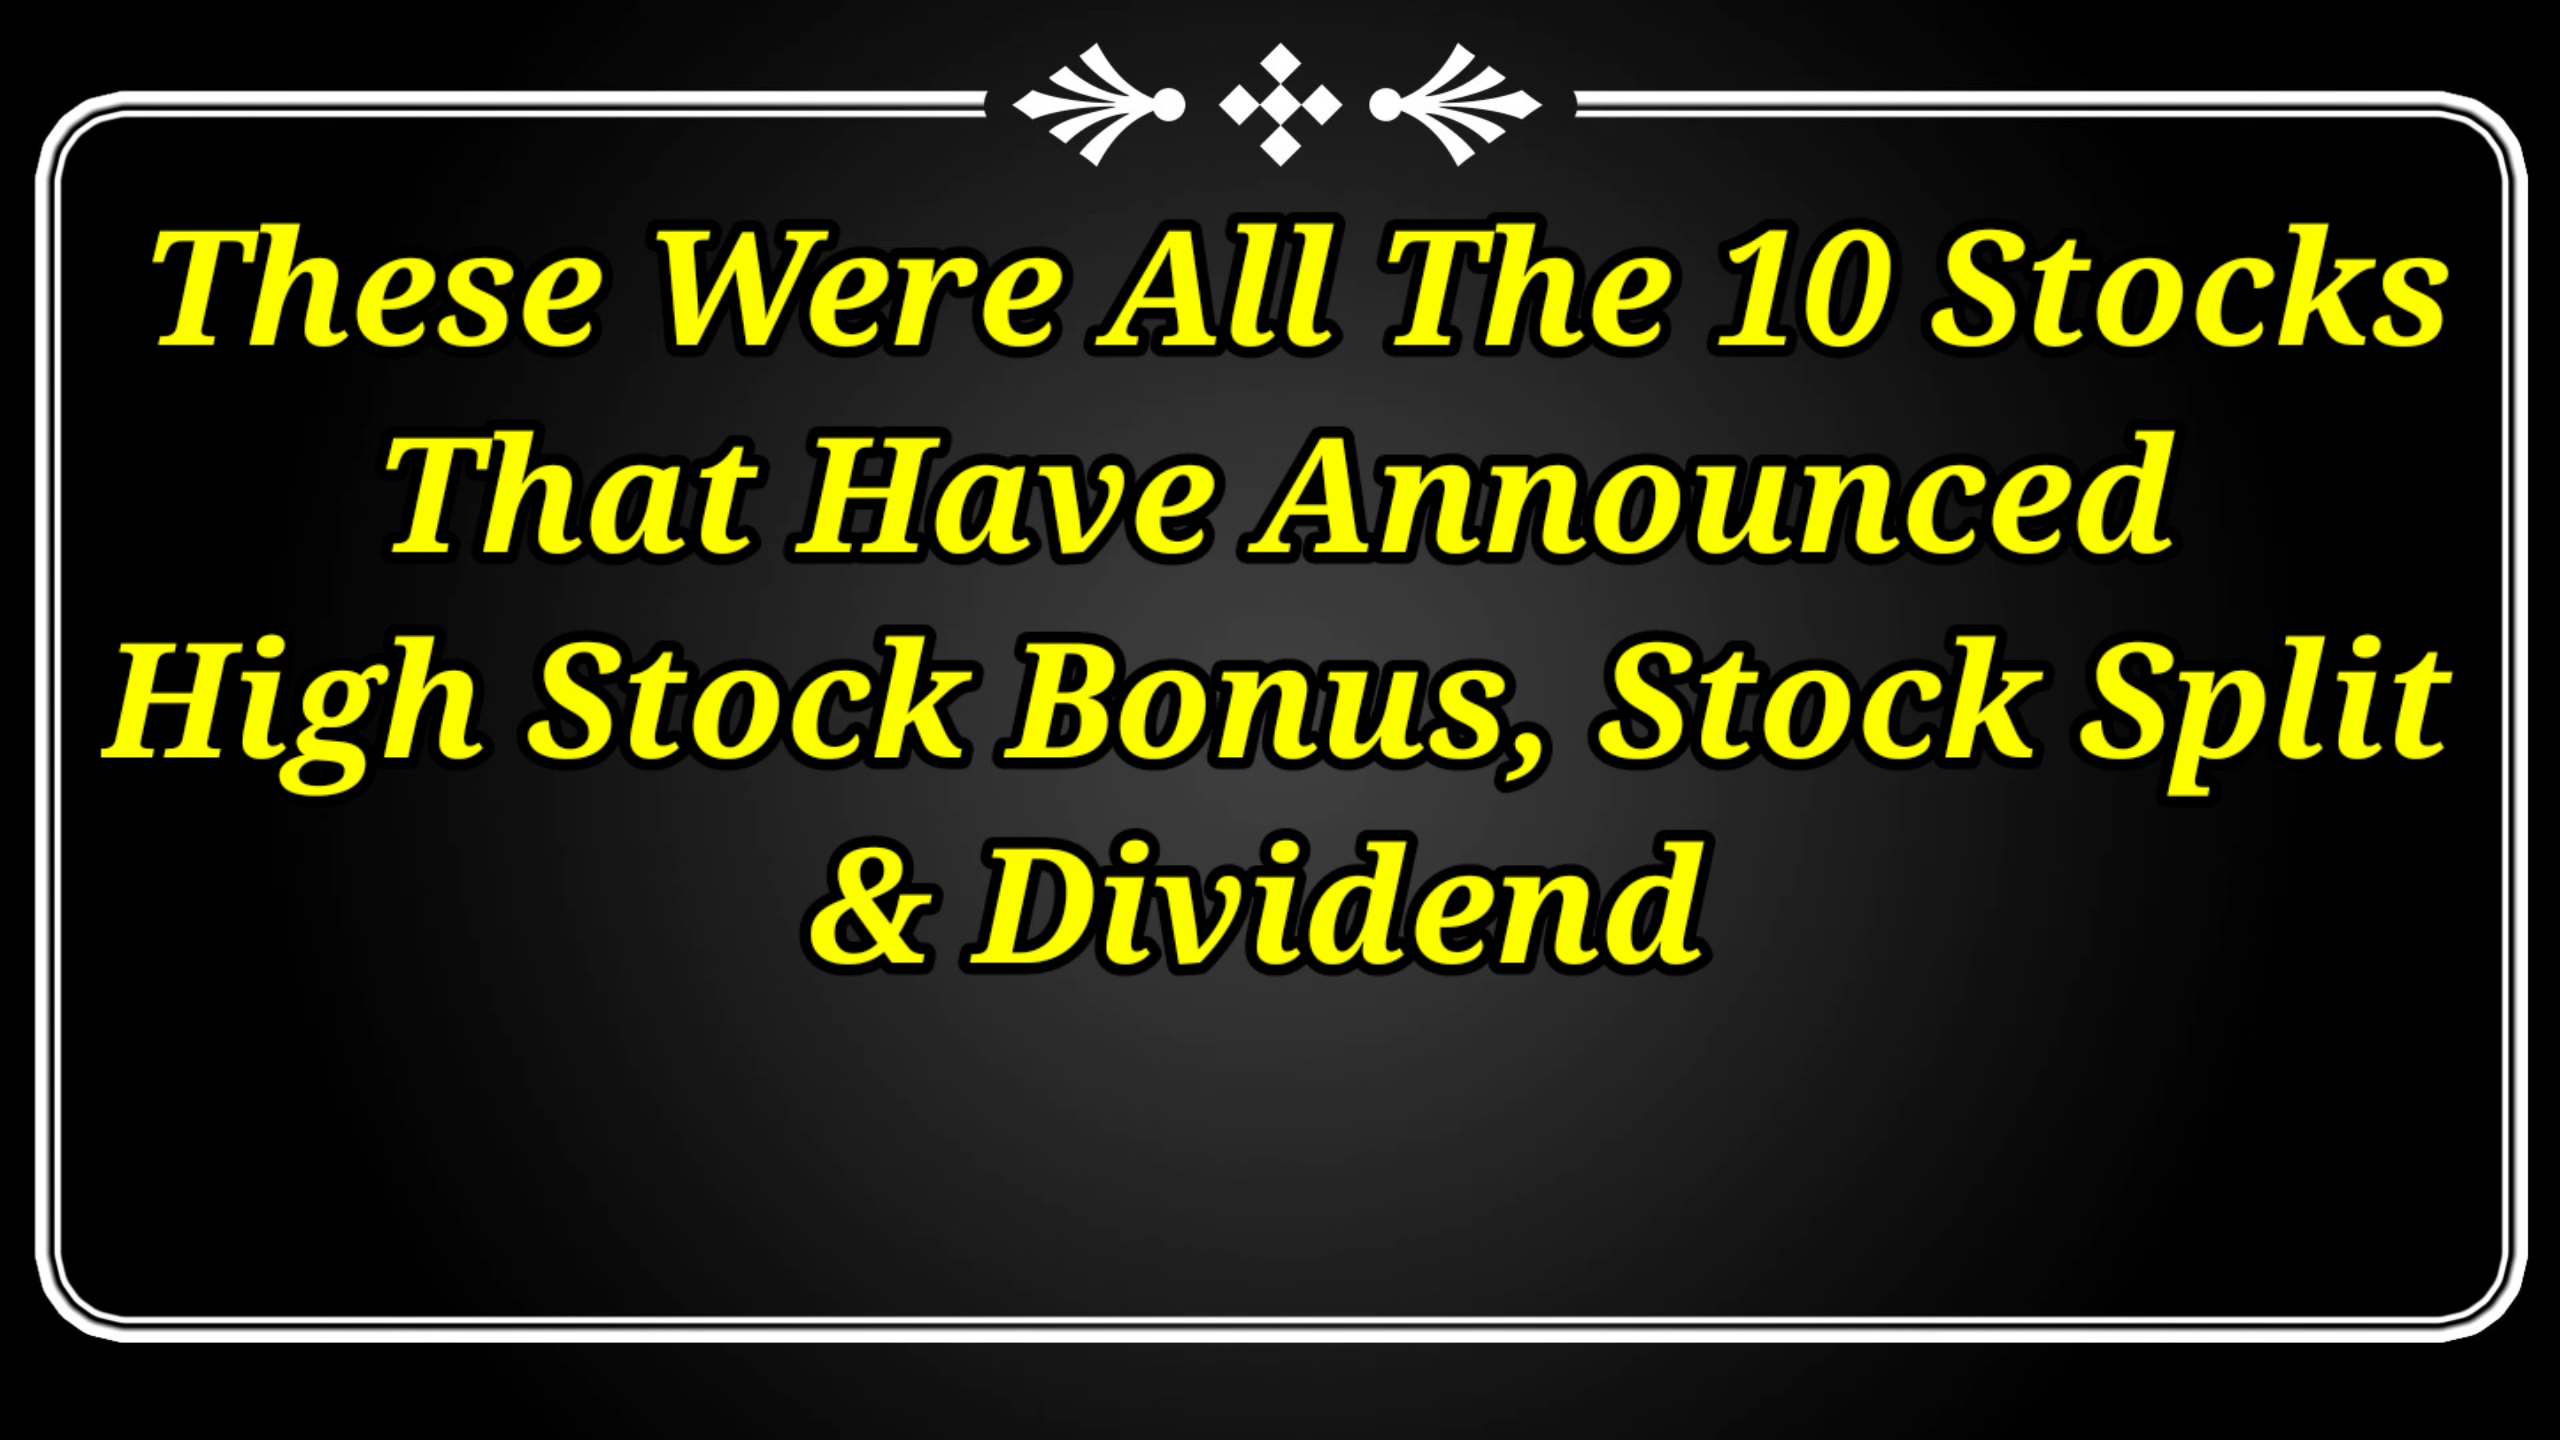 These Were All The 10 Stocks
That Have Announced
High Stock Bonus, Stock Split
& Dividend